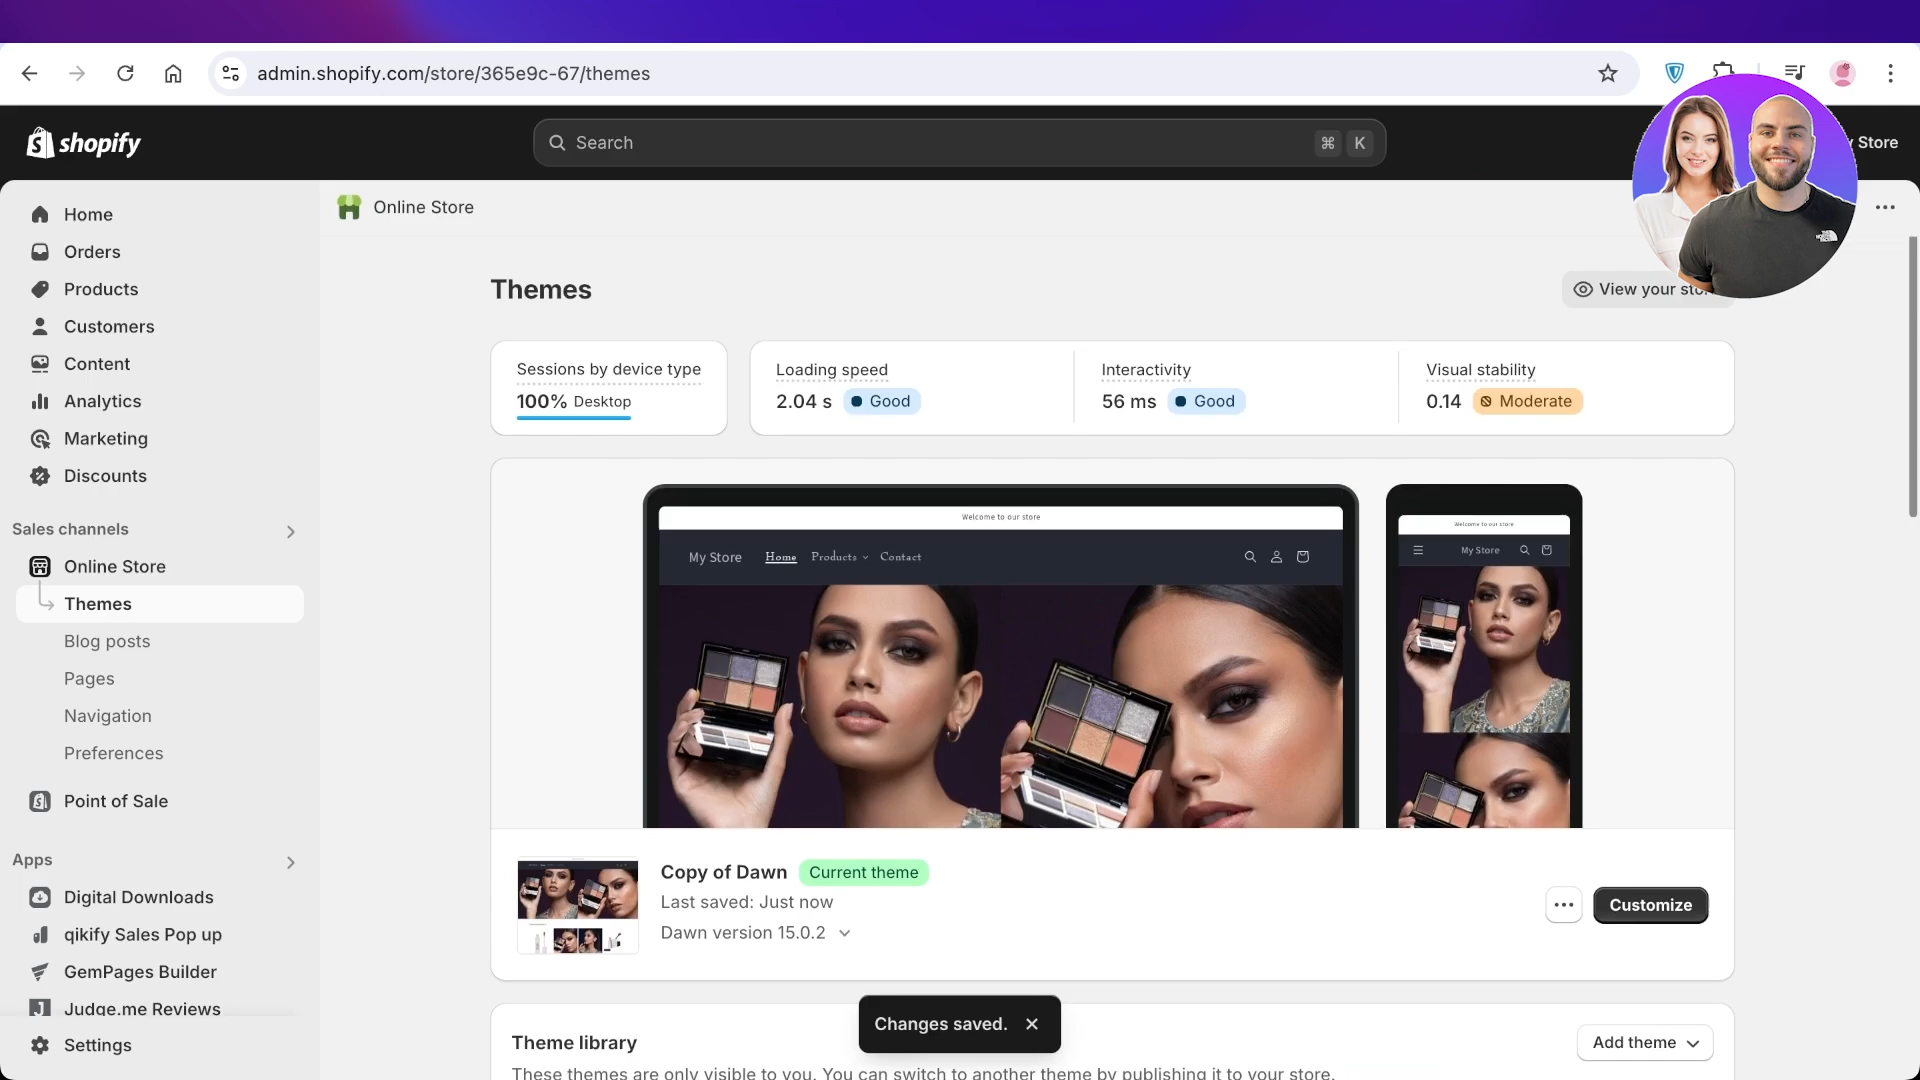 admin.shopify.com/store/365e9c-67/themes
shopify
Search
⌘ K
Store
Home
Orders
Products
Customers
Content
Analytics
Marketing
Discounts
Sales channels
Online Store
Themes
Blog posts
Pages
Navigation
Preferences
Point of Sale
Apps
Digital Downloads
qikify Sales Pop up
GemPages Builder
Judge.me Reviews
Settings
Online Store
Themes
View your
Sessions by device type
100% Desktop
Loading speed
2.04 s Good
Interactivity
56 ms Good
Visual stability
0.14 Moderate
Welcome to our store
My Store Home Products Contact
Welcome to our store
My Store
Copy of Dawn Current theme
Last saved: Just now
Dawn version 15.0.2
Customize
Changes saved.
Theme library
Add theme
These themes are only visible to you. You can switch to another theme by publishing it to your store.